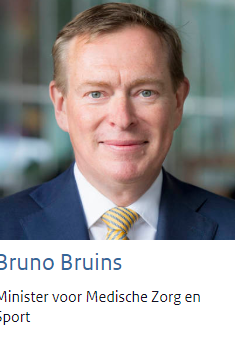 Bruno Bruins
Minister voor Medische Zorg en
Sport